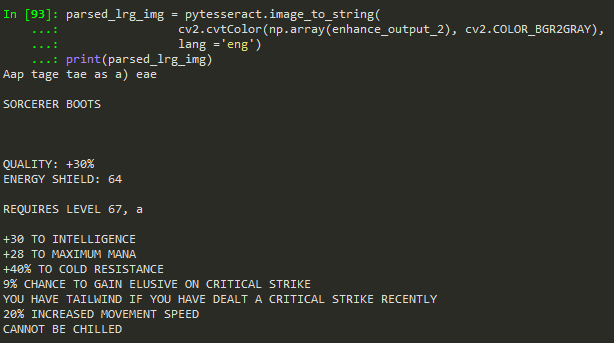 In [93]: parsed_lrg_img = pytesseract.image_to_string(
...: cv2.cvtColor(np.array(enhance_output_2), cv2.COLOR_BGR2GRAY),
...: lang ='eng')
...: print(parsed_lrg_img)
Aap tage tae as a) eae
SORCERER BOOTS
QUALITY: +30%
ENERGY SHIELD: 64
REQUIRES LEVEL 67, a
+30 TO INTELLIGENCE
+28 TO MAXIMUM MANA
+40% TO COLD RESISTANCE
9% CHANCE TO GAIN ELUSIVE ON CRITICAL STRIKE
YOU HAVE TAILWIND IF YOU HAVE DEALT A CRITICAL STRIKE RECENTLY
20% INCREASED MOVEMENT SPEED
CANNOT BE CHILLED